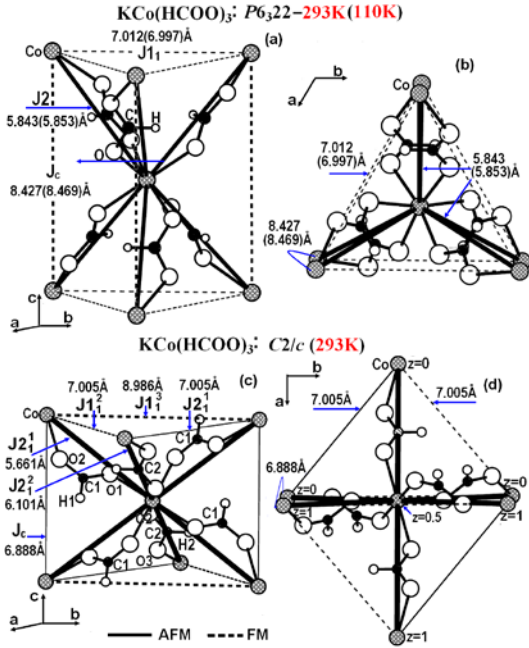 KCo(HCOO)₃: P6₃22–293K(110K)
7.012(6.997)Å
J1₁
(a)
Co
J2
5.843(5.853)Å
C
H
O
J꜀
8.427(8.469)Å
c
a
b
(b)
b
a
Co
7.012
(6.997)Å
5.843
(5.853)Å
8.427
(8.469)Å
KCo(HCOO)₃: C2/c (293K)
(c)
7.005Å 8.986Å 7.005Å
J1₁² J1₁³ J2₁¹
Co
J2₁¹
5.661Å
J2₁²
6.101Å
O2
C1
H1
O1
C2
C1
O2
C2
H2
C1
O3
C1
J꜀
6.888Å
c
a
b
AFM
FM
(d)
b
a
Co
z=0
7.005Å
7.005Å
6.888Å
z=0
z=1
z=0
z=1
z=0.5
z=1